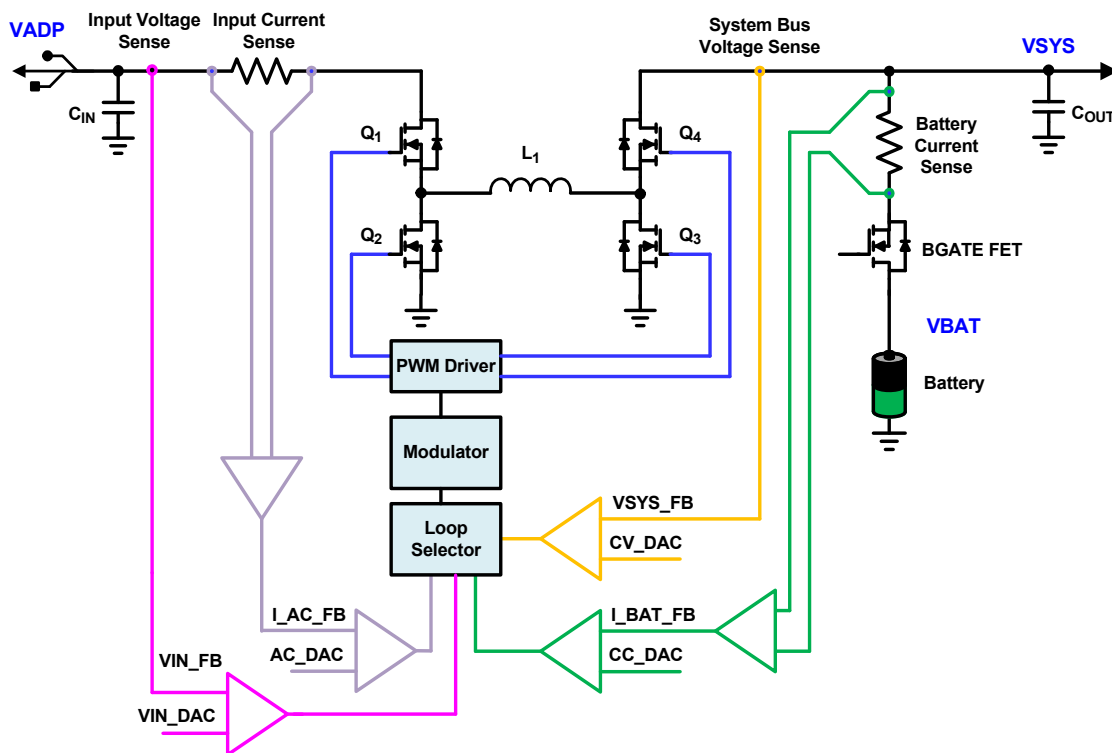 Input Voltage
Sense
Input Current
Sense
System Bus
Voltage Sense
VADP
VSYS
CIN
COUT
Q1
Q4
L1
Battery
Current
Sense
Q2
Q3
BGATE FET
VBAT
PWM Driver
Battery
Modulator
Loop
Selector
VSYS_FB
CV_DAC
I_AC_FB
I_BAT_FB
AC_DAC
CC_DAC
VIN_FB
VIN_DAC